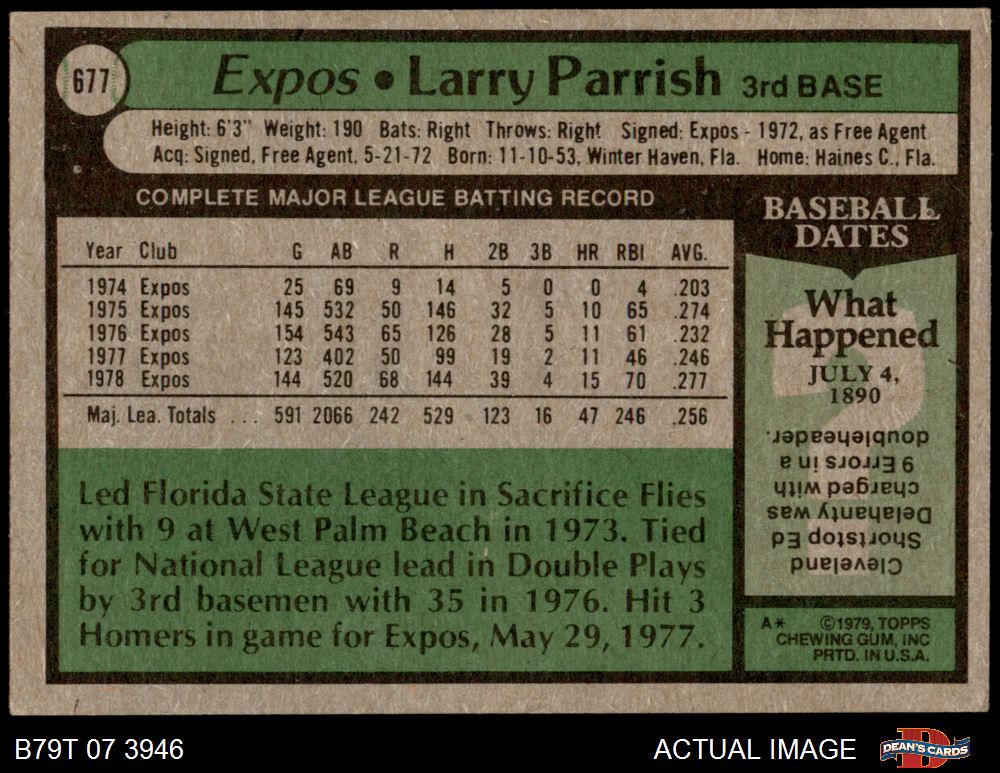 677
Expos • Larry Parrish 3rd BASE
Height: 6'3" Weight: 190 Bats: Right Throws: Right Signed: Expos - 1972, as Free Agent
Acq: Signed, Free Agent, 5-21-72 Born: 11-10-53, Winter Haven, Fla. Home: Haines C., Fla.
COMPLETE MAJOR LEAGUE BATTING RECORD
Year Club G AB R H 2B 3B HR RBI AVG.
1974 Expos 25 69 9 14 5 0 0 4 .203
1975 Expos 145 532 50 146 32 5 10 65 .274
1976 Expos 154 543 65 126 28 5 11 61 .232
1977 Expos 123 402 50 99 19 2 11 46 .246
1978 Expos 144 520 68 144 39 4 15 70 .277
Maj. Lea. Totals ... 591 2066 242 529 123 16 47 246 .256
Led Florida State League in Sacrifice Flies
with 9 at West Palm Beach in 1973. Tied
for National League lead in Double Plays
by 3rd basemen with 35 in 1976. Hit 3
Homers in game for Expos, May 29, 1977.
BASEBALL
DATES
What
Happened
JULY 4,
1890
Cleveland
Shortstop Ed
Delahanty was
charged with
9 Errors in a
doubleheader.
A* ©1979, TOPPS
CHEWING GUM, INC
PRTD. IN U.S.A.
B79T 07 3946
ACTUAL IMAGE
DEAN'S CARDS